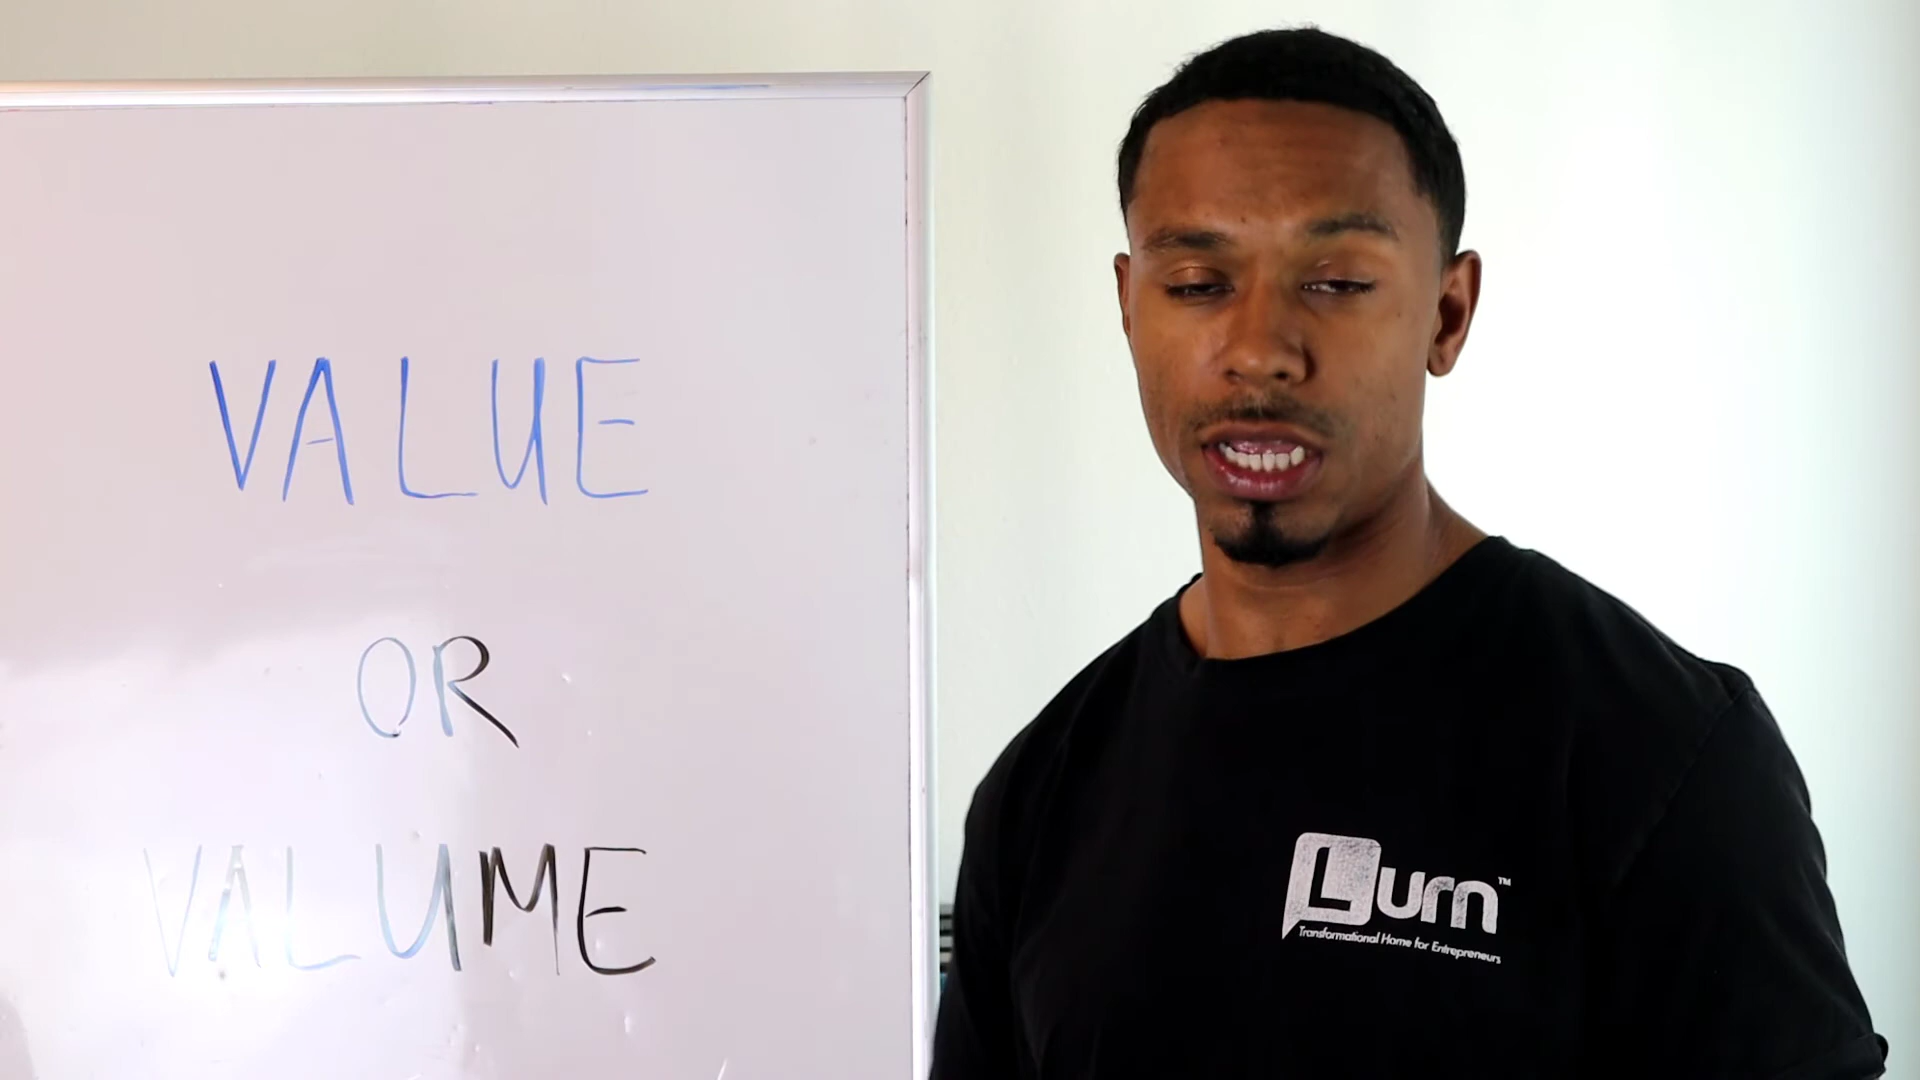 VALUE
OR
VALUME
Lurn™
Transformational Home for Entrepreneurs